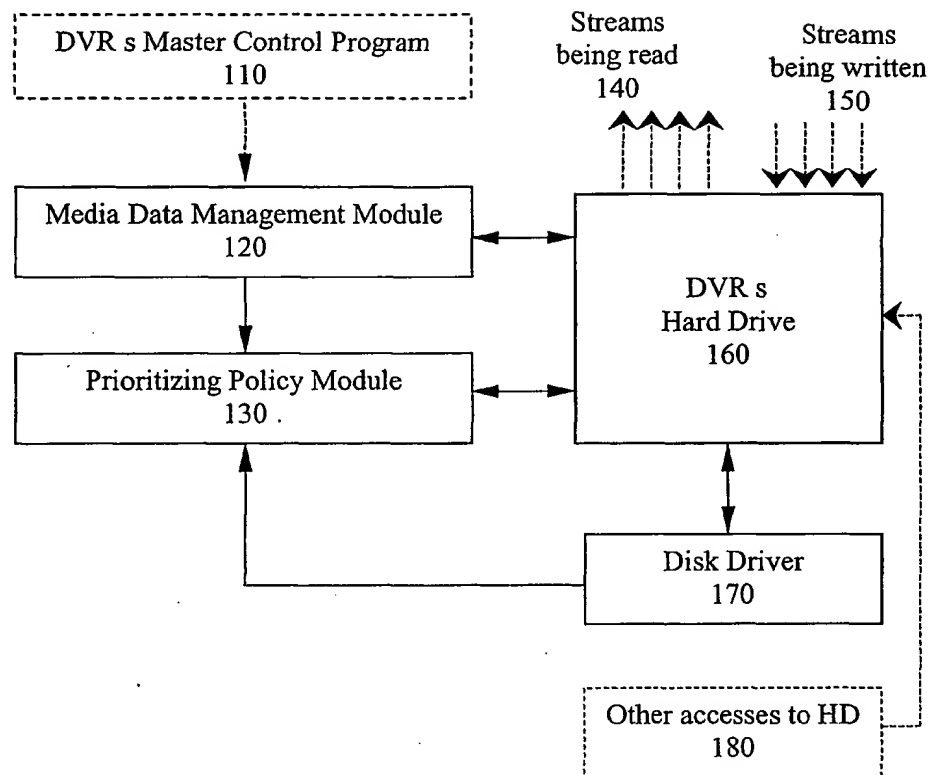 DVR s Master Control Program
110
Streams
being read
140
Streams
being written
150
Media Data Management Module
120
DVR s
Hard Drive
160
Prioritizing Policy Module
130
Disk Driver
170
Other accesses to HD
180